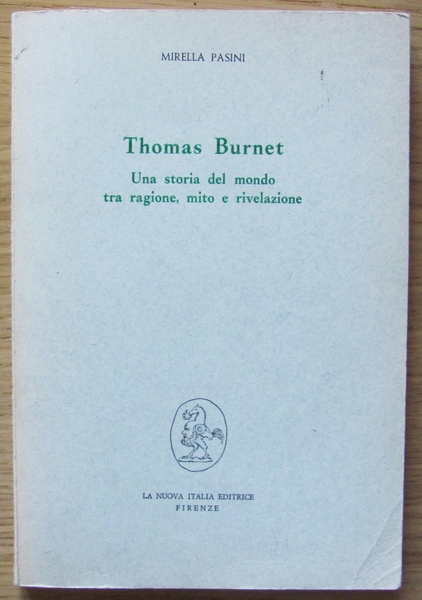 MIRELLA PASINI
Thomas Burnet
Una storia del mondo
tra ragione, mito e rivelazione
LA NUOVA ITALIA EDITRICE
FIRENZE